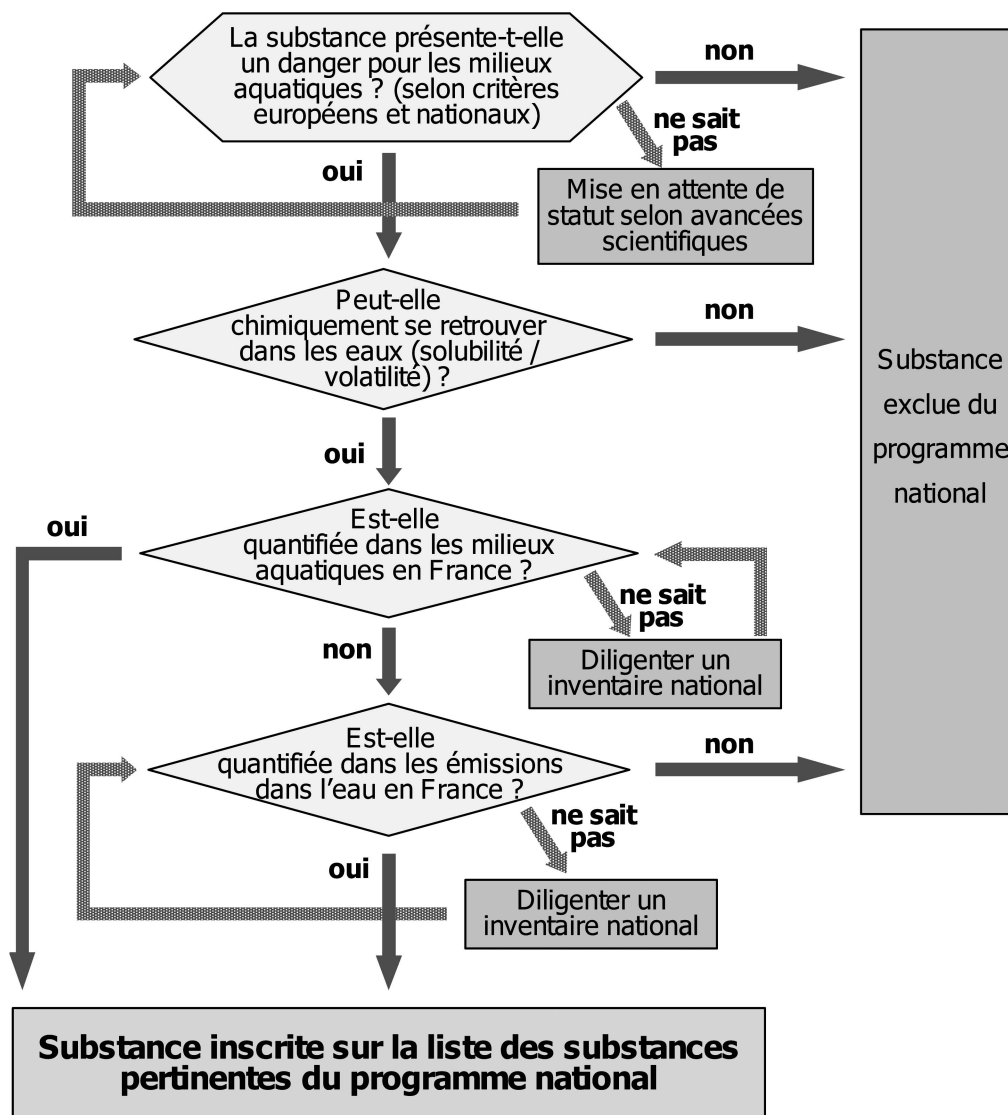 La substance présente-t-elle
un danger pour les milieux
aquatiques ? (selon critères
européens et nationaux)
non
ne sait
pas
oui
Mise en attente de
statut selon avancées
scientifiques
Peut-elle
chimiquement se retrouver
dans les eaux (solubilité /
volatilité) ?
non
Substance
exclue du
programme
national
oui
Est-elle
quantifiée dans les milieux
aquatiques en France ?
oui
ne sait
pas
non
Diligenter un
inventaire national
Est-elle
quantifiée dans les émissions
dans l'eau en France ?
non
ne sait
pas
oui
Diligenter un
inventaire national
Substance inscrite sur la liste des substances
pertinentes du programme national